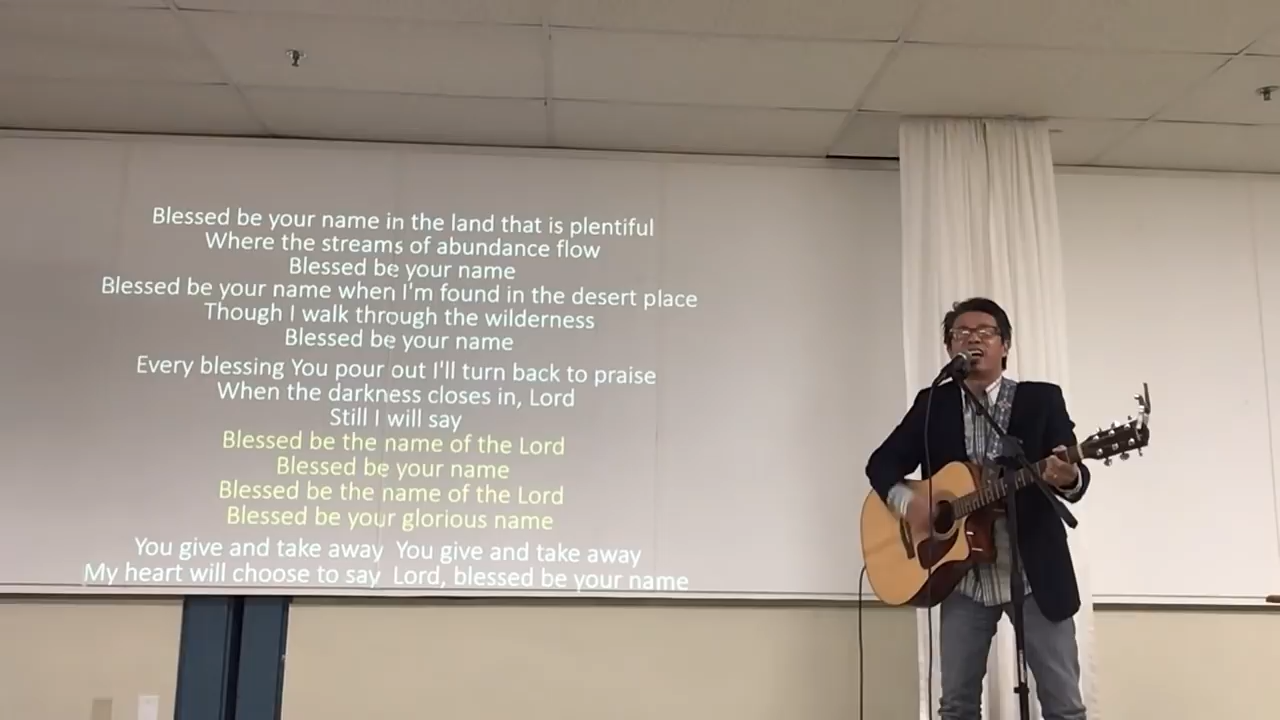 Blessed be your name in the land that is plentiful
Where the streams of abundance flow
Blessed be your name
Blessed be your name when I'm found in the desert place
Though I walk through the wilderness
Blessed be your name
Every blessing You pour out I'll turn back to praise
When the darkness closes in, Lord
Still I will say
Blessed be the name of the Lord
Blessed be your name
Blessed be the name of the Lord
Blessed be your glorious name
You give and take away You give and take away
My heart will choose to say Lord, blessed be your name